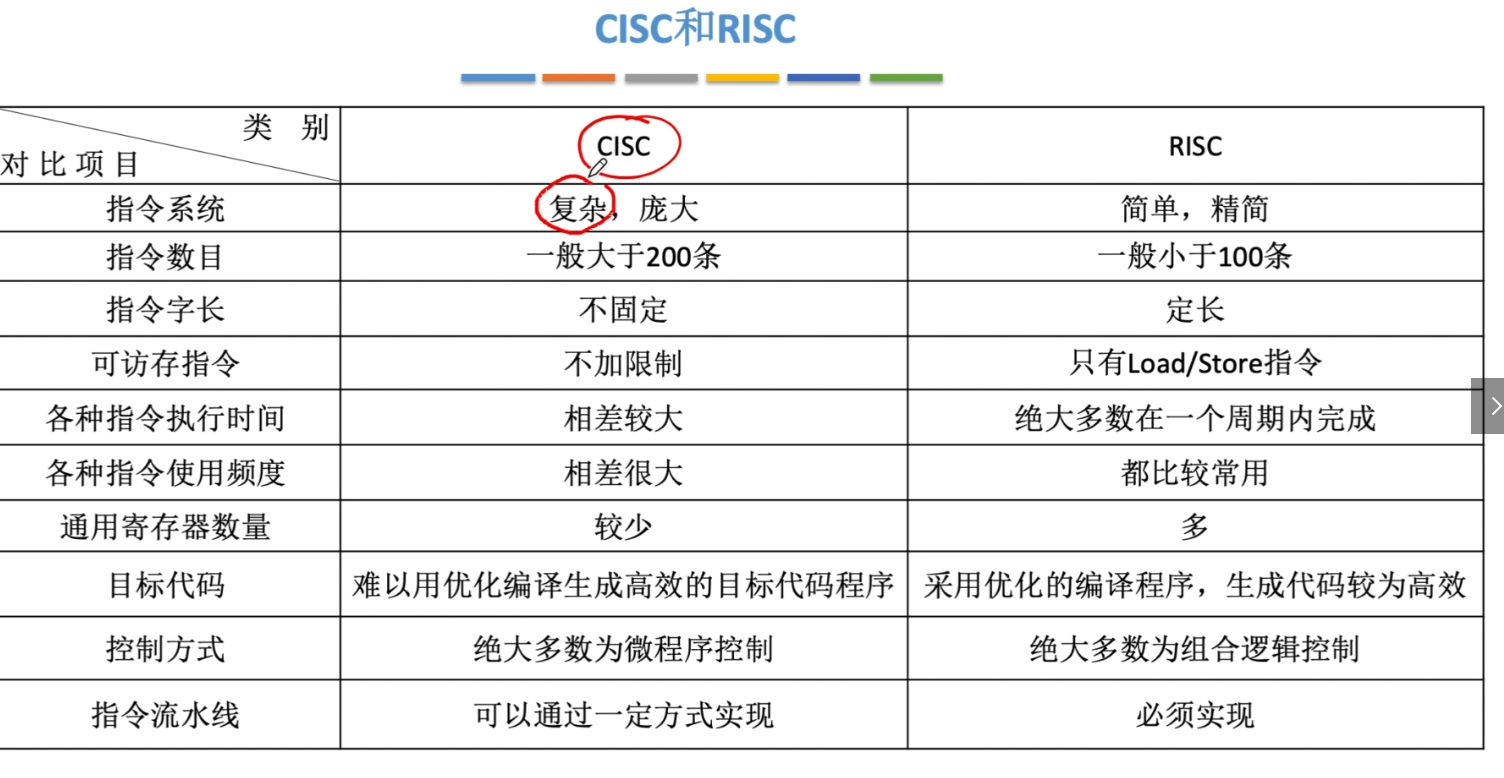 CISC和RISC
类 别
对比项目
CISC
RISC
指令系统
复杂，庞大
简单，精简
指令数目
一般大于200条
一般小于100条
指令字长
不固定
定长
可访存指令
不加限制
只有Load/Store指令
各种指令执行时间
相差较大
绝大多数在一个周期内完成
各种指令使用频度
相差很大
都比较常用
通用寄存器数量
较少
多
目标代码
难以用优化编译生成高效的目标代码程序
采用优化的编译程序，生成代码较为高效
控制方式
绝大多数为微程序控制
绝大多数为组合逻辑控制
指令流水线
可以通过一定方式实现
必须实现